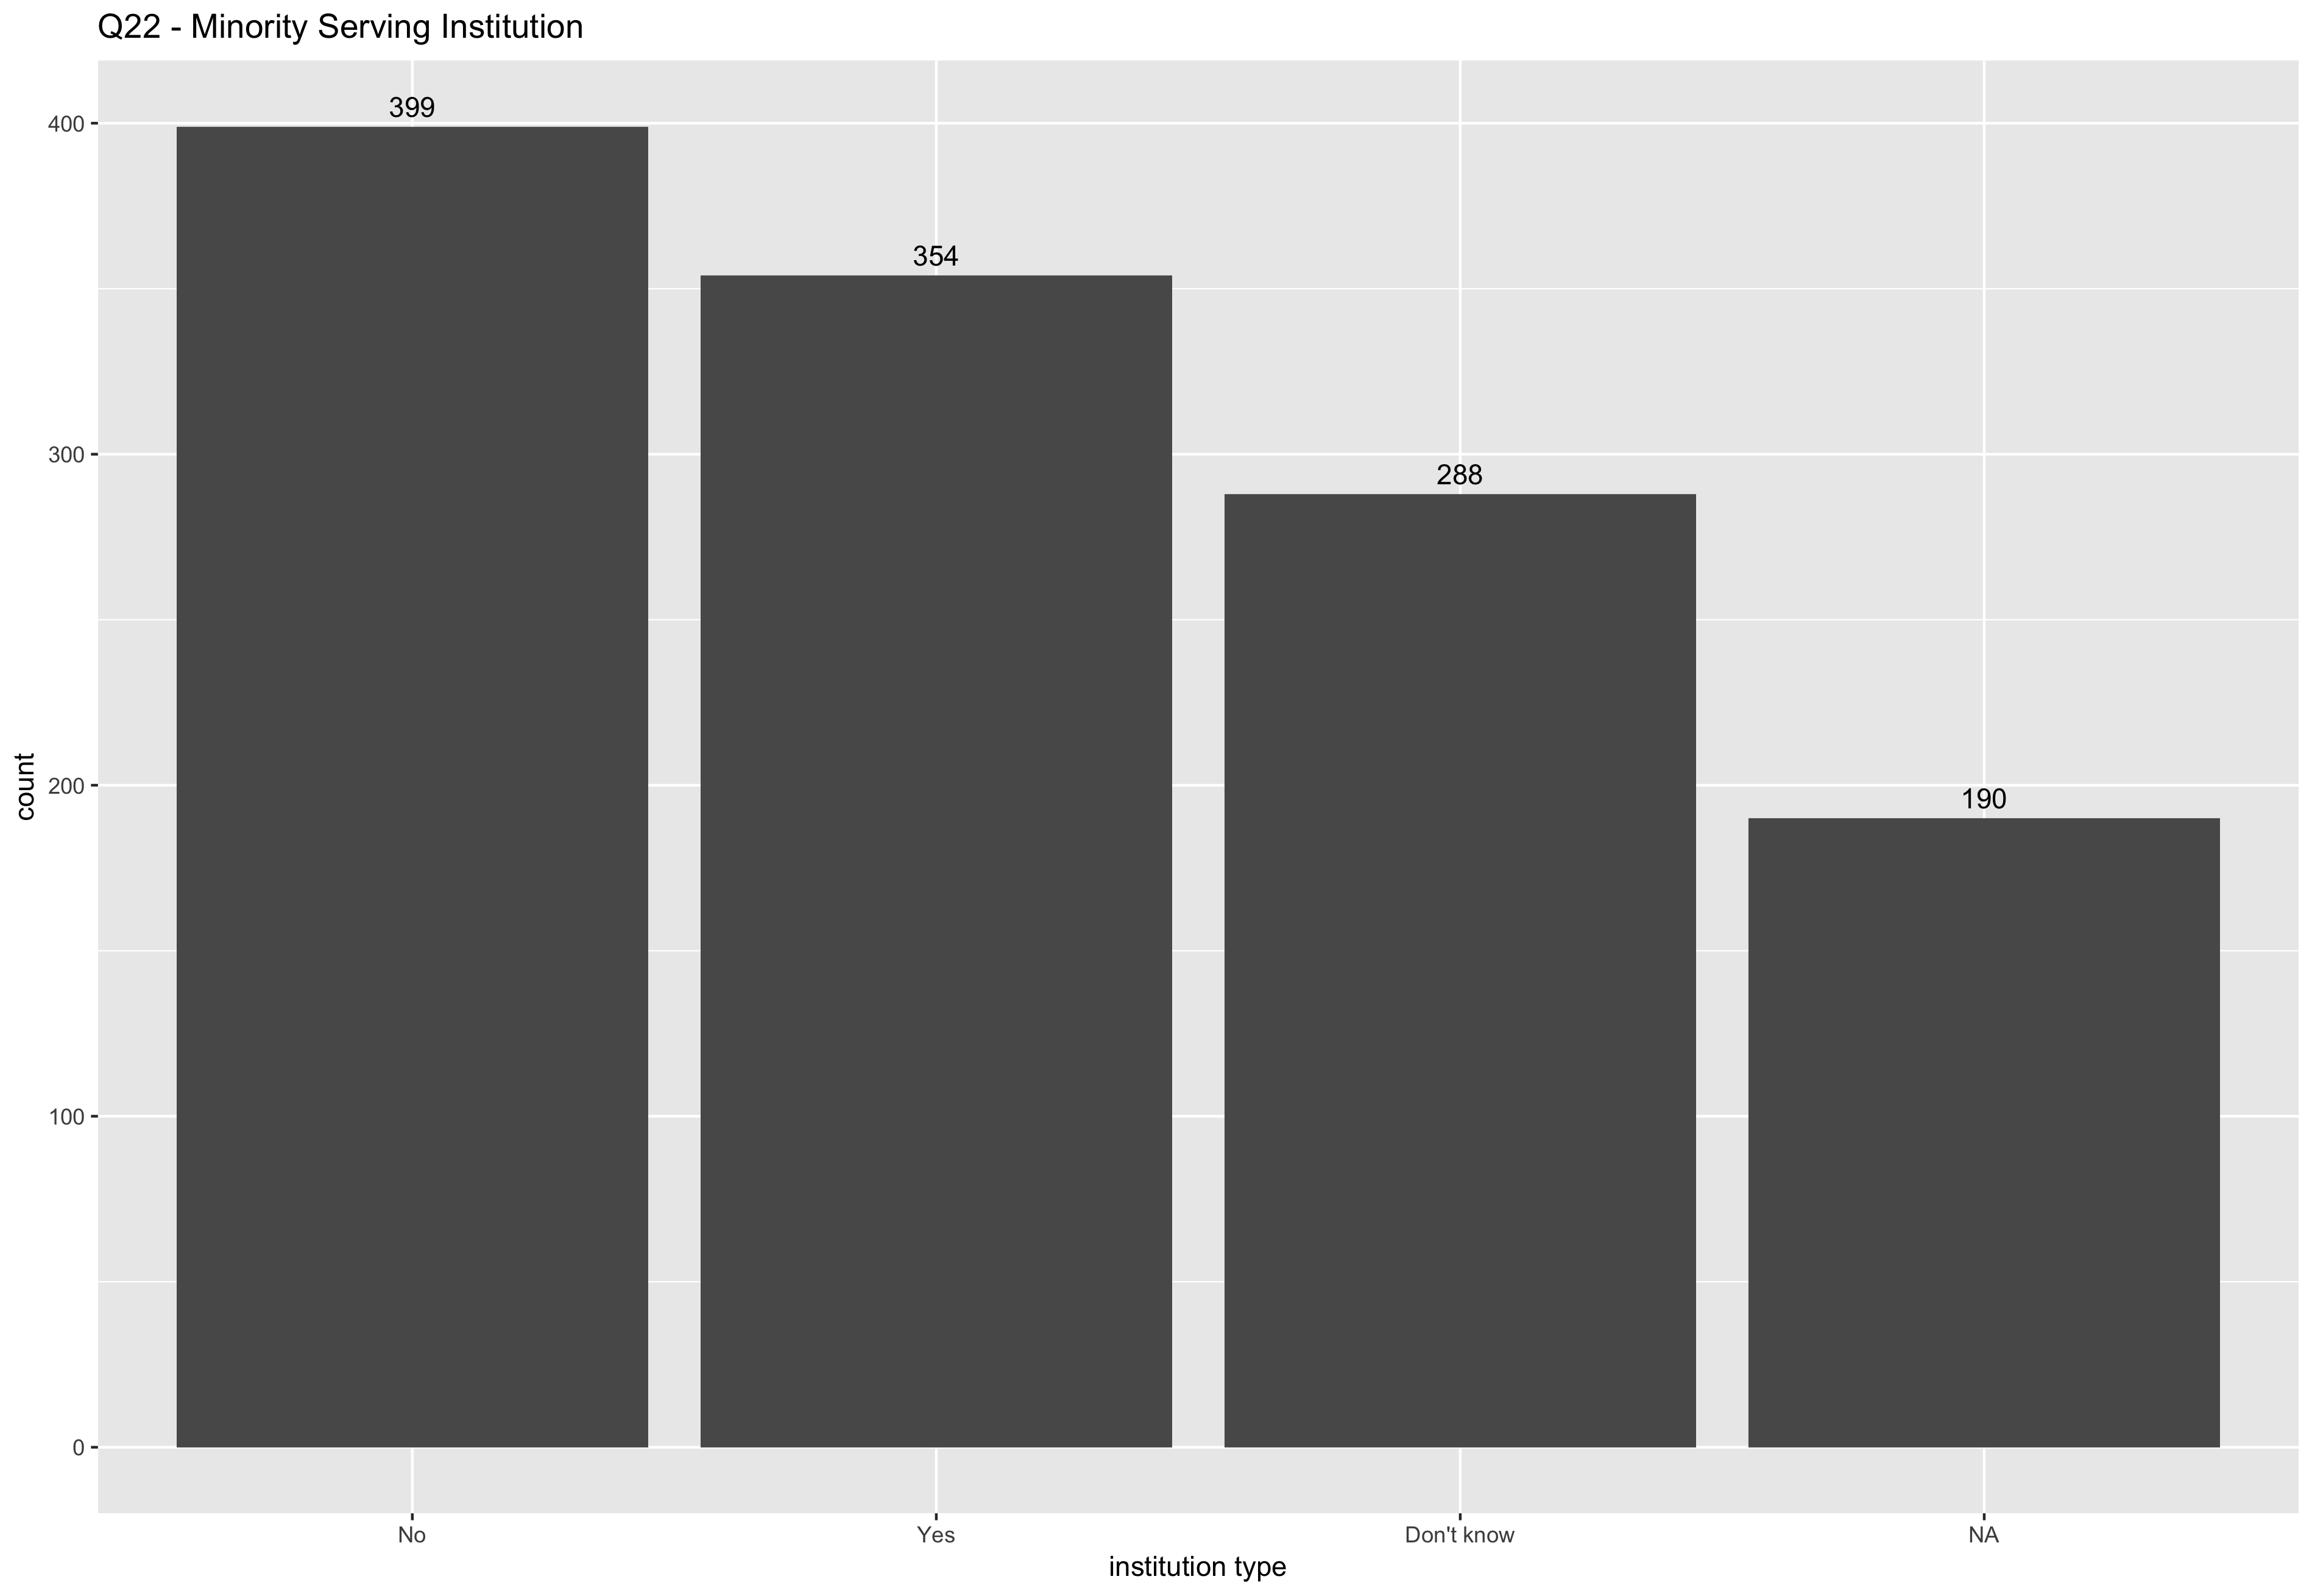 Q22 - Minority Serving Institution
399
354
288
190
400
300
200
100
0
count
No
Yes
Don't know
NA
institution type